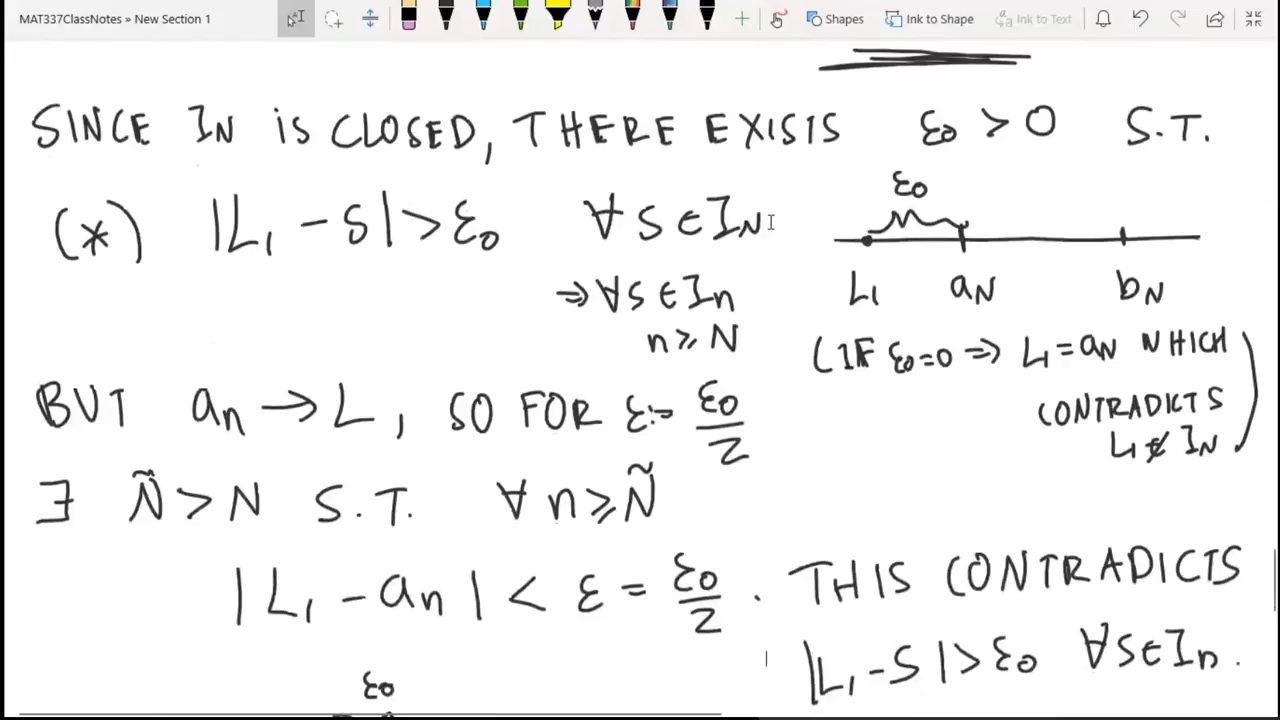 MAT337ClassNotes » New Section 1
Shapes Ink to Shape Ink to Text
SINCE IN IS CLOSED, THERE EXISIS ε0 > 0 S.T.
(*) |L1 - S| > ε0 ∀ S ∈ IN
ε0
⇒ ∀ S ∈ In
n ≥ N
L1 aN bN
(IF ε0=0 ⇒ L1 = aN WHICH
CONTRADICTS
L1 ∉ IN)
BUT an → L, SO FOR ε := ε0/2
∃ Ñ > N S.T. ∀ n ≥ Ñ
|L1 - an| < ε = ε0/2 . THIS CONTRADICTS
|L1 - S| > ε0 ∀ S ∈ In .
ε0